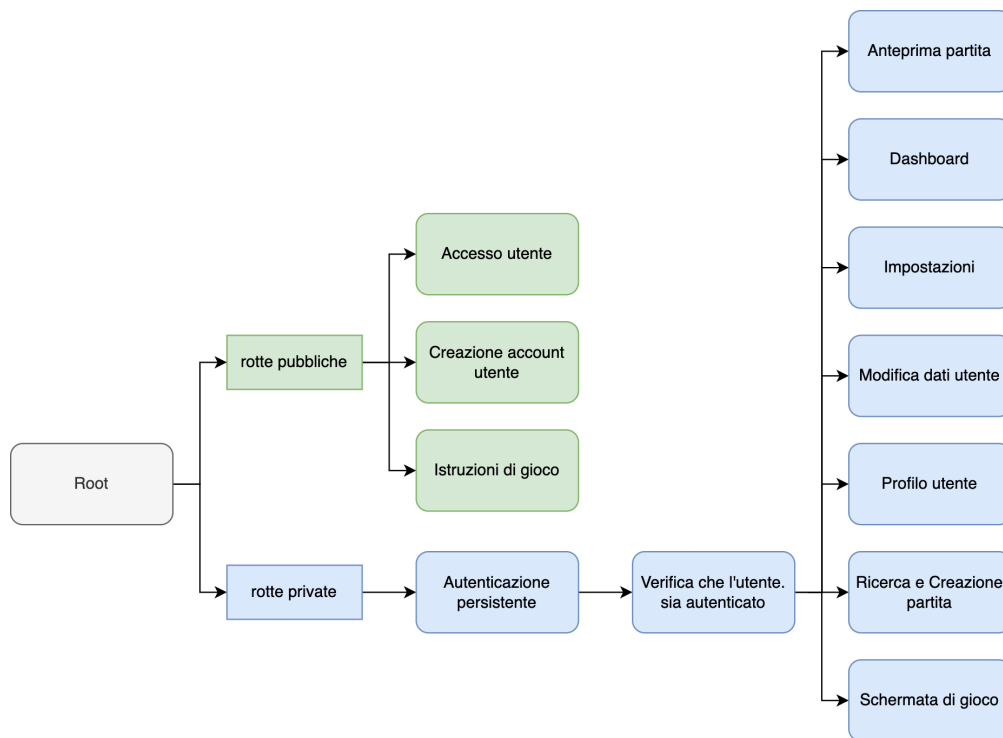 Root
rotte pubbliche
Accesso utente
Creazione account
utente
Istruzioni di gioco
rotte private
Autenticazione
persistente
Verifica che l'utente.
sia autenticato
Anteprima partita
Dashboard
Impostazioni
Modifica dati utente
Profilo utente
Ricerca e Creazione
partita
Schermata di gioco